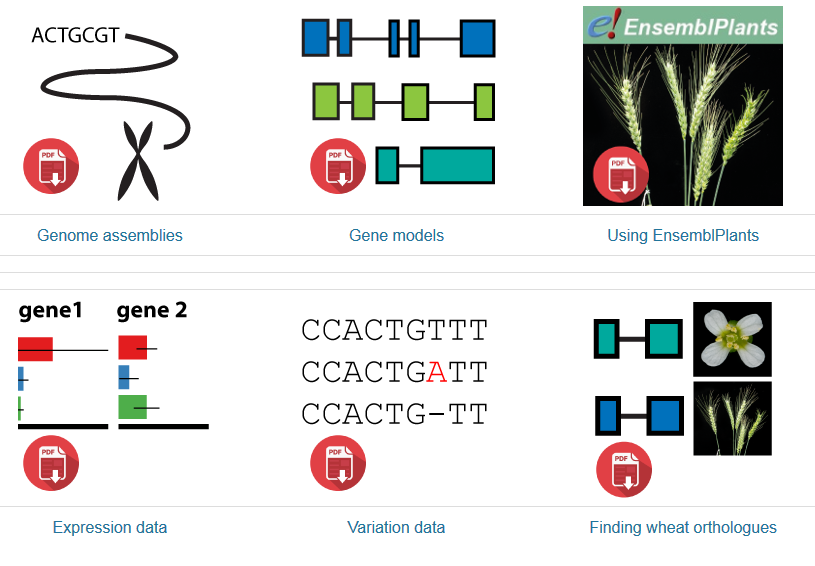 ACTGCGT
PDF
PDF
e! EnsemblPlants
PDF
Genome assemblies
Gene models
Using EnsemblPlants
gene1 gene 2
CCACTGTTT
CCACTGATT
CCACTG–TT
PDF
PDF
PDF
Expression data
Variation data
Finding wheat orthologues